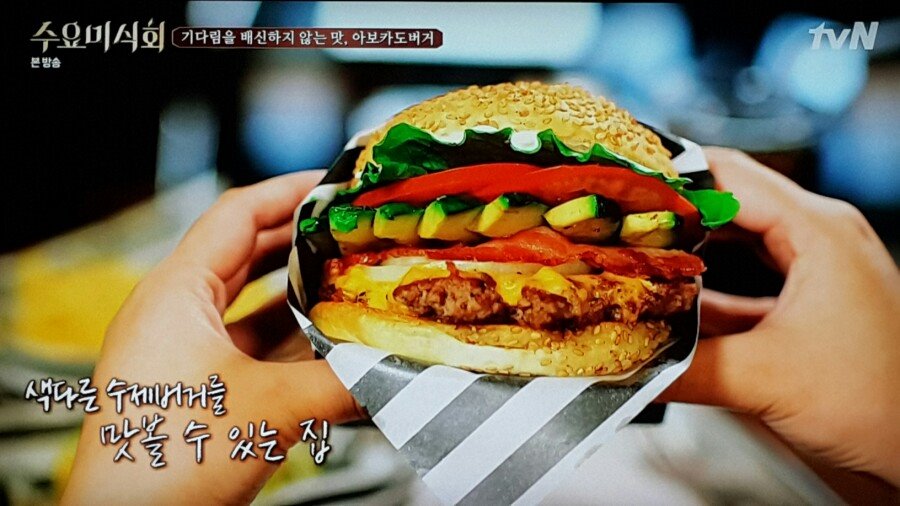 수요미식회
본 방송
기다림을 배신하지 않는 맛, 아보카도버거
tvN
색다른 수제버거를
맛볼 수 있는 집